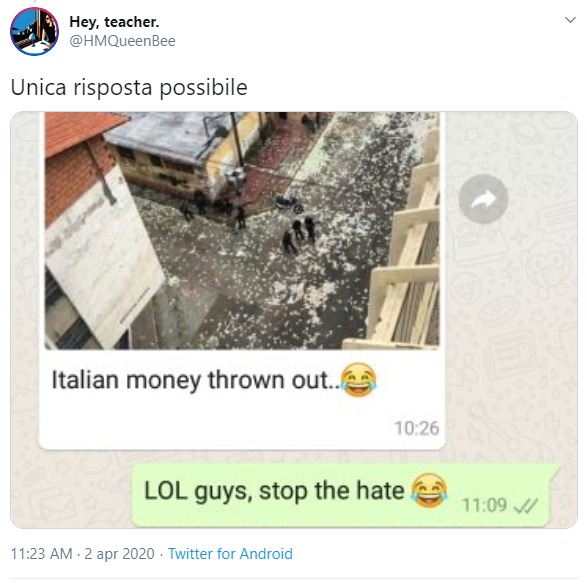 Hey, teacher.
@HMQueenBee
Unica risposta possibile
Italian money thrown out..😂
10:26
LOL guys, stop the hate 😂
11:09
11:23 AM · 2 apr 2020 · Twitter for Android